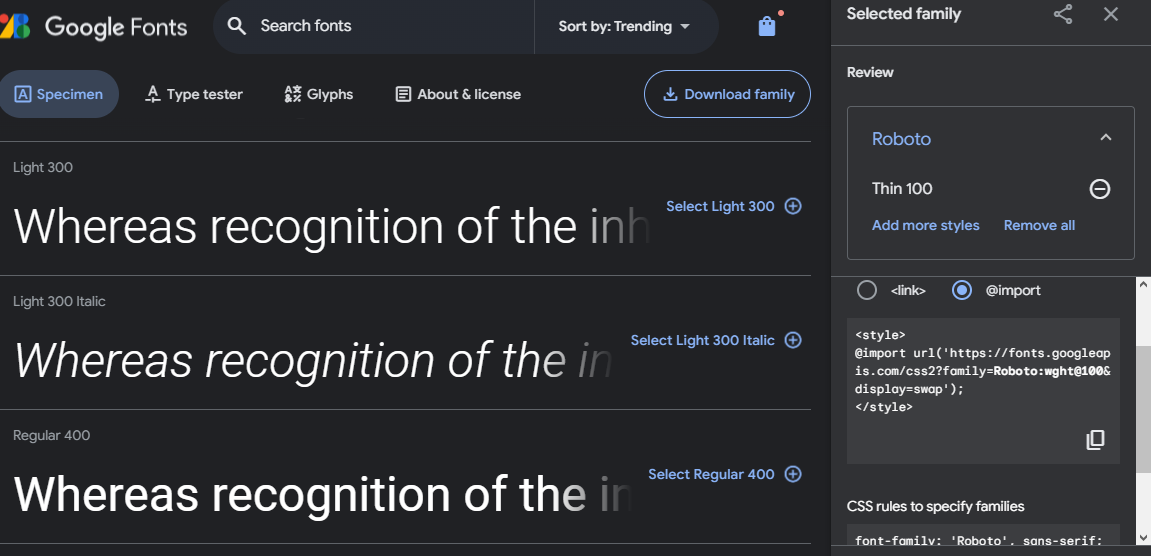 Google Fonts
Search fonts
Sort by: Trending
Specimen
Type tester
Glyphs
About & license
Download family
Light 300
Whereas recognition of the inh
Select Light 300
Light 300 Italic
Whereas recognition of the in
Select Light 300 Italic
Regular 400
Whereas recognition of the in
Select Regular 400
Selected family
Review
Roboto
Thin 100
Add more styles
Remove all
<link>
@import
<style>
@import url('https://fonts.googleap
is.com/css2?family=Roboto:wght@100&
display=swap');
</style>
CSS rules to specify families
font-family: 'Roboto', sans-serif;